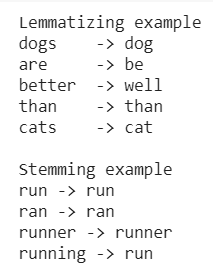 Lemmatizing example
dogs    -> dog
are     -> be
better  -> well
than    -> than
cats    -> cat

Stemming example
run -> run
ran -> ran
runner -> runner
running -> run